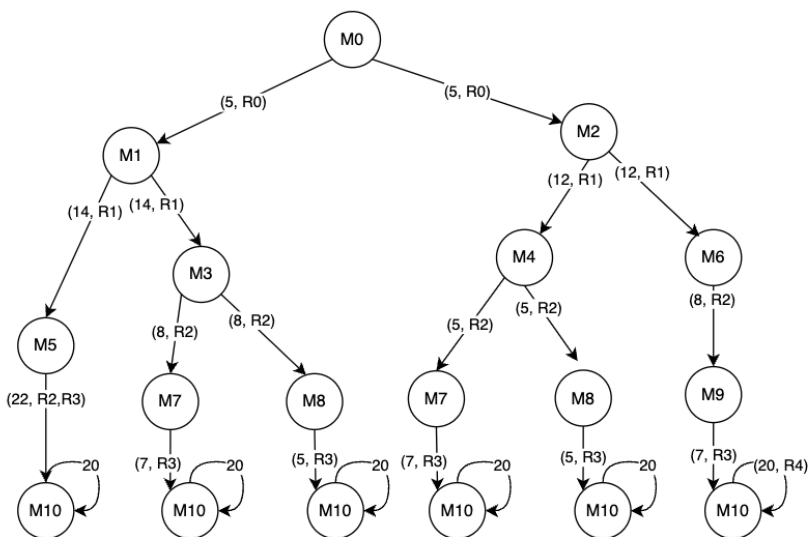 M0
(5, R0)
(5, R0)
M1
M2
(14, R1)
(14, R1)
(12, R1)
(12, R1)
M3
M4
M6
M5
(8, R2)
(8, R2)
(5, R2)
(5, R2)
(8, R2)
(22, R2,R3)
M7
M8
M7
M8
M9
(7, R3)
(5, R3)
(7, R3)
(5, R3)
(7, R3)
20
20
20
20
20
(20, R4)
M10
M10
M10
M10
M10
M10